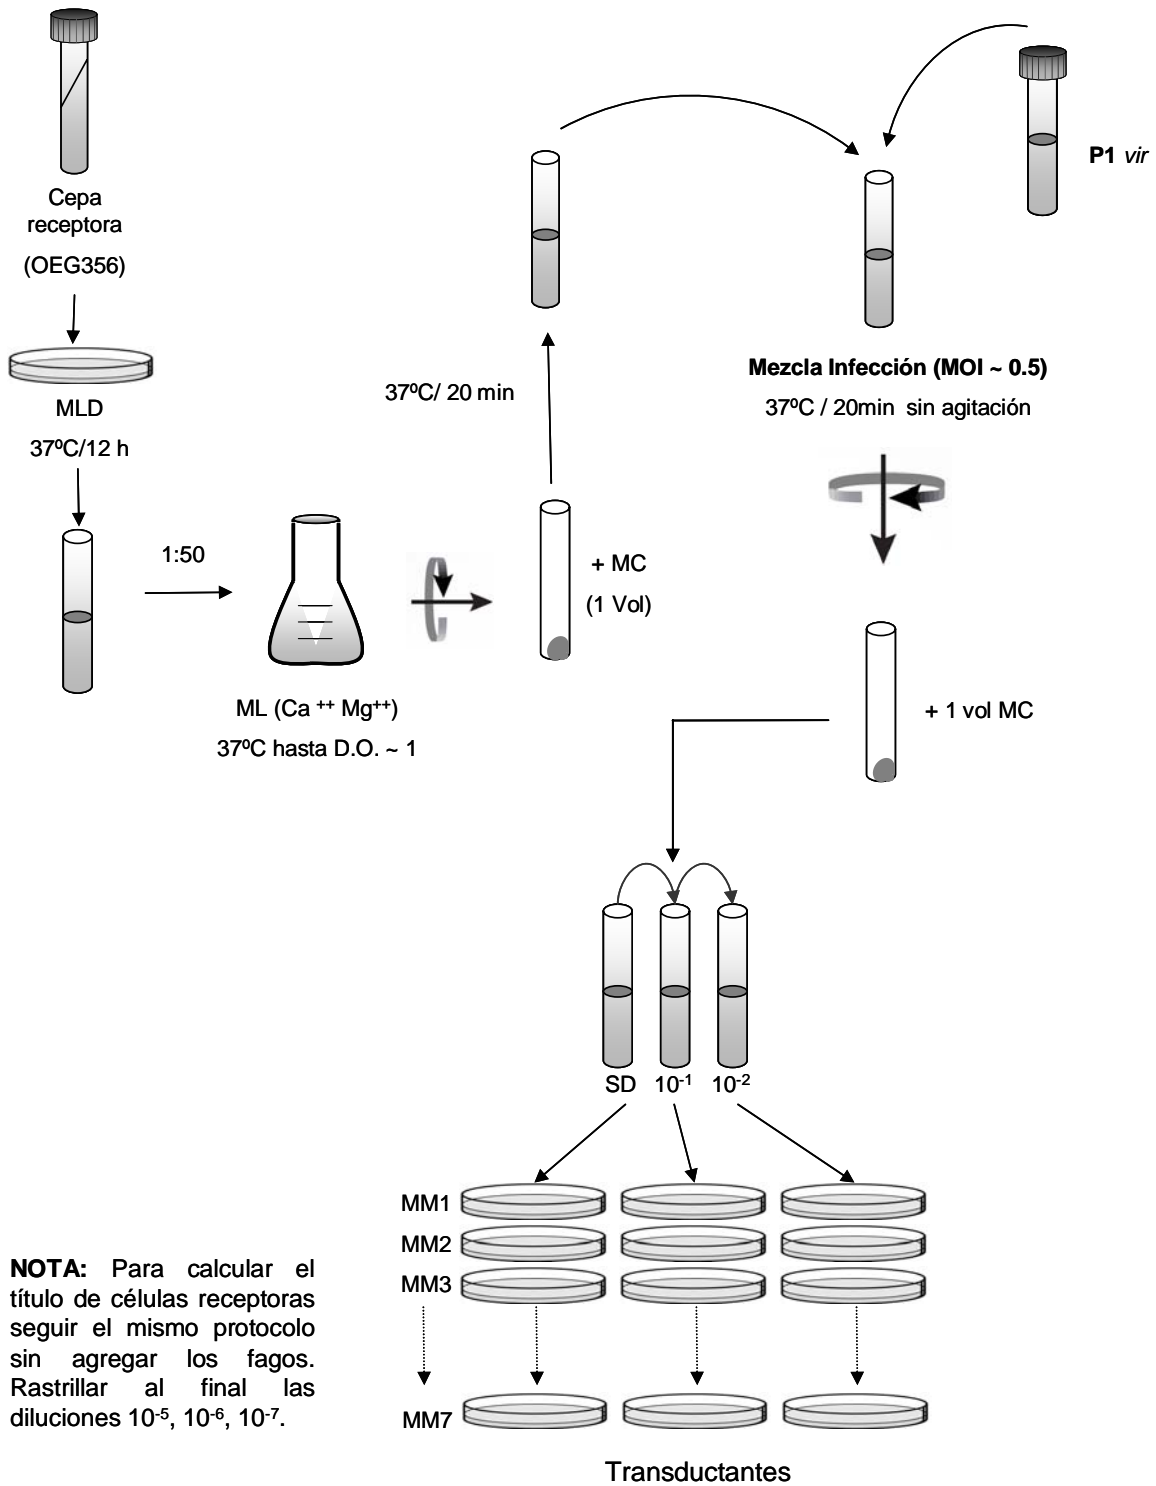 Cepa
receptora
(OEG356)
MLD
37ºC/12 h
1:50
ML (Ca ++ Mg++)
37ºC hasta D.O. ~ 1
+ MC
(1 Vol)
37ºC/ 20 min
P1 vir
Mezcla Infección (MOI ~ 0.5)
37ºC / 20min  sin agitación
+ 1 vol MC
SD 10-1 10-2
MM1
MM2
MM3
MM7
Transductantes
NOTA: Para calcular el
título de células receptoras
seguir el mismo protocolo
sin agregar los fagos.
Rastrillar al final las
diluciones 10-5, 10-6, 10-7.